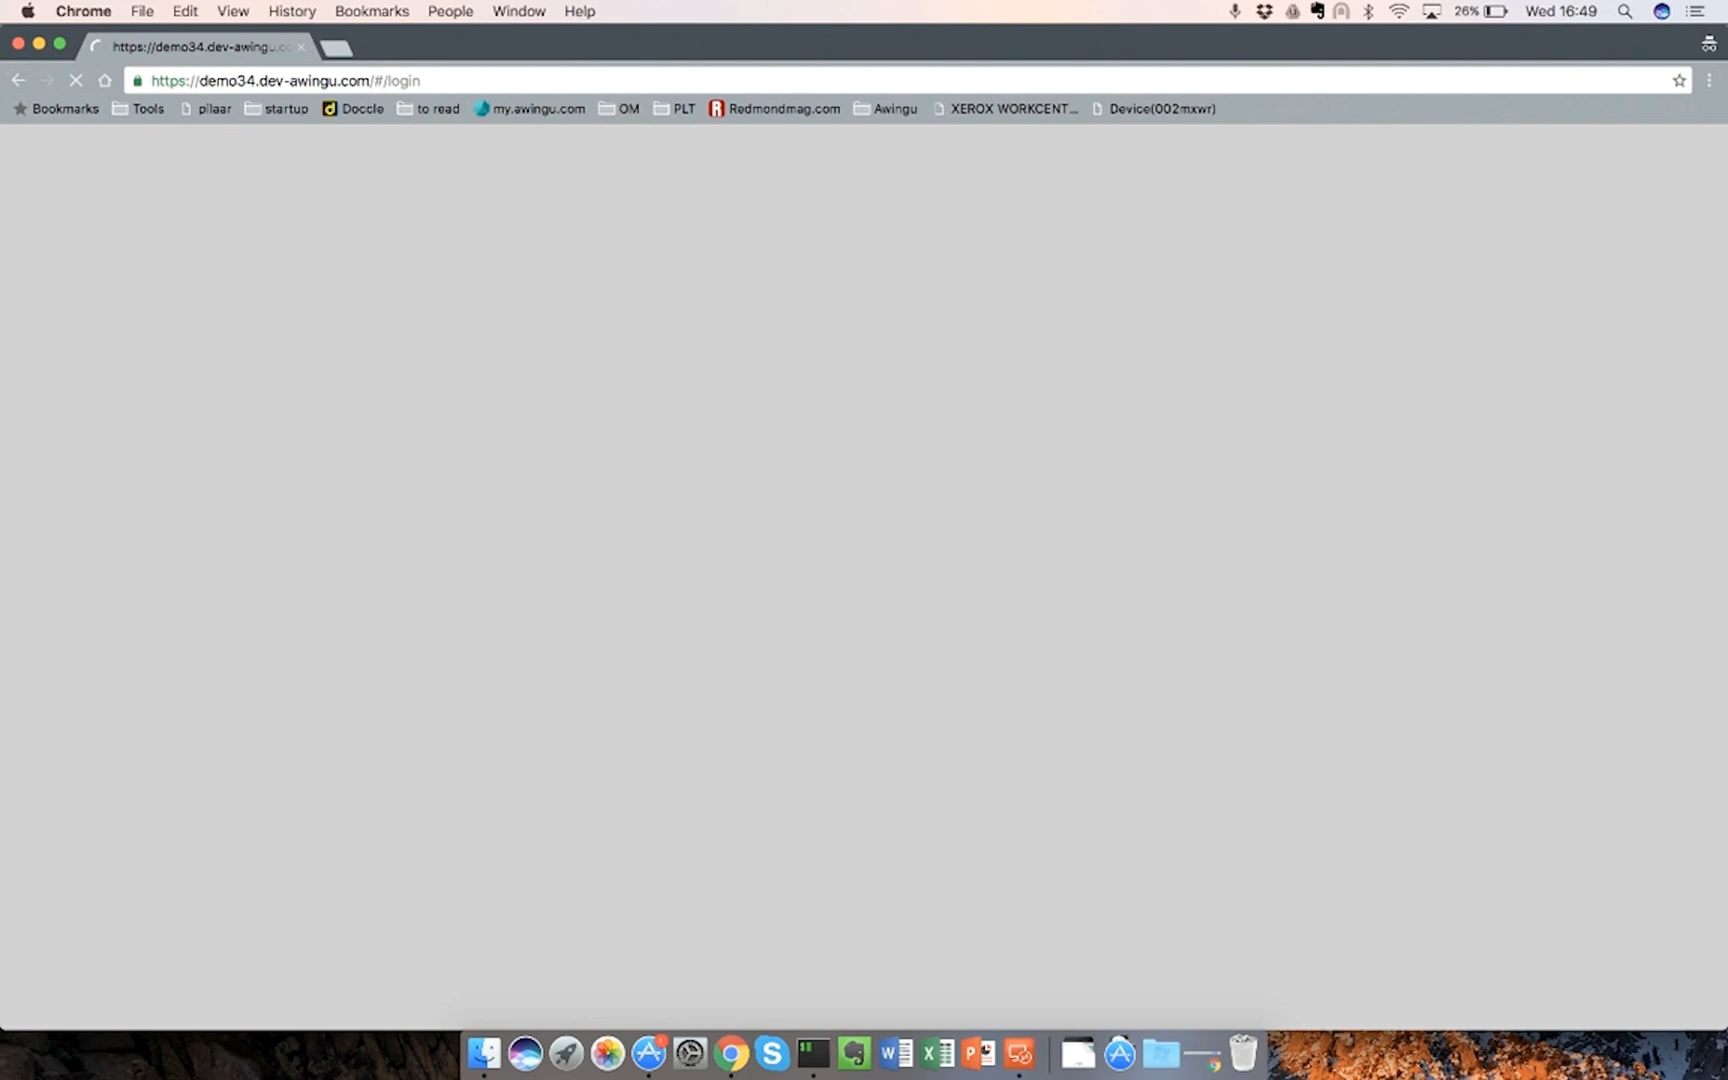 Chrome File Edit View History Bookmarks People Window Help 26% Wed 16:49
https://demo34.dev-awingu.co
https://demo34.dev-awingu.com/#/login
Bookmarks Tools pilaar startup Doccle to read my.awingu.com OM PLT Redmondmag.com Awingu XEROX WORKCENT... Device(002mxwr)